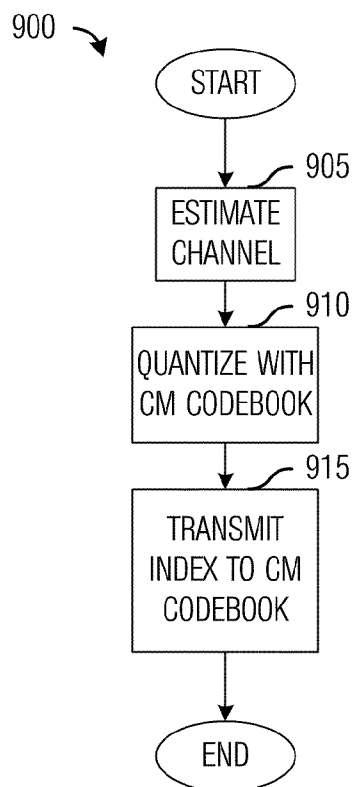 900
START
905
ESTIMATE
CHANNEL
910
QUANTIZE WITH
CM CODEBOOK
915
TRANSMIT
INDEX TO CM
CODEBOOK
END